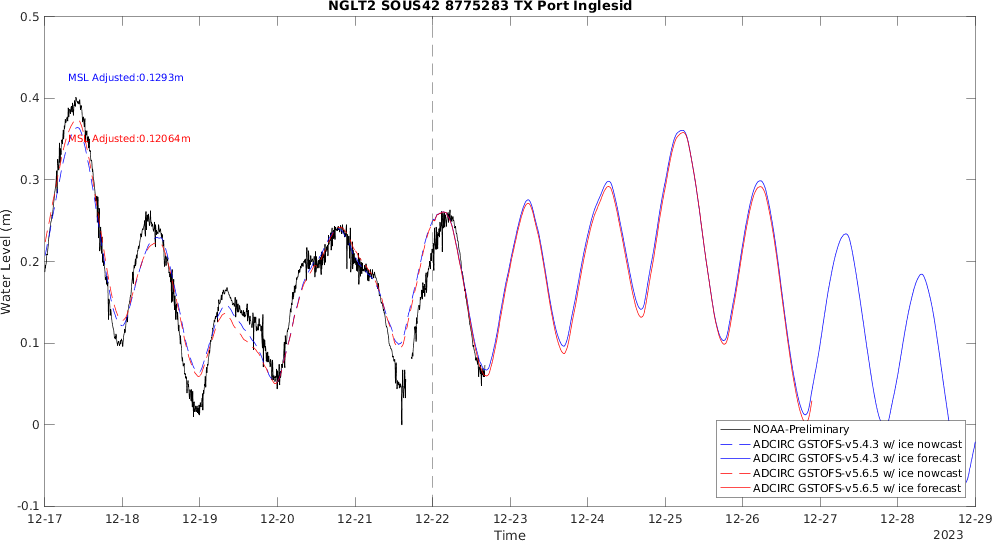 NGLT2 SOUS42 8775283 TX Port Inglesid
0.5
0.4
0.3
0.2
0.1
0
-0.1
Water Level (m)
MSL Adjusted:0.1293m
MSL Adjusted:0.12064m
NOAA-Preliminary
ADCIRC GSTOFS-v5.4.3 w/ ice nowcast
ADCIRC GSTOFS-v5.4.3 w/ ice forecast
ADCIRC GSTOFS-v5.6.5 w/ ice nowcast
ADCIRC GSTOFS-v5.6.5 w/ ice forecast
12-17 12-18 12-19 12-20 12-21 12-22 12-23 12-24 12-25 12-26 12-27 12-28 12-29
Time
2023